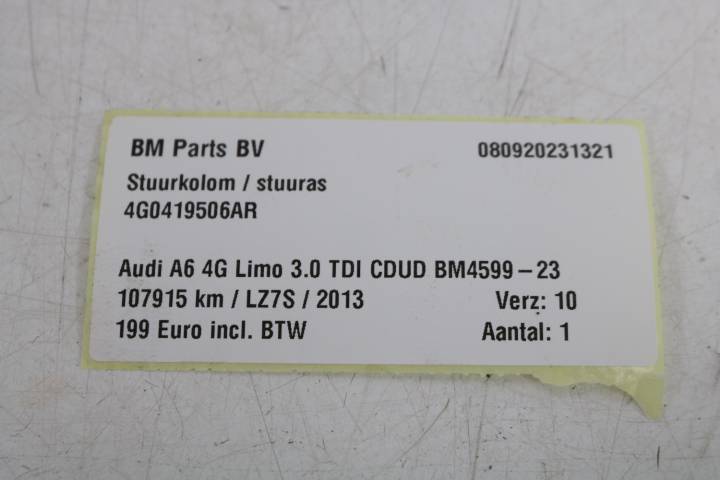 BM Parts BV 080920231321
Stuurkolom / stuuras
4G0419506AR
Audi A6 4G Limo 3.0 TDI CDUD BM4599-23
107915 km / LZ7S / 2013 Verz: 10
199 Euro incl. BTW Aantal: 1